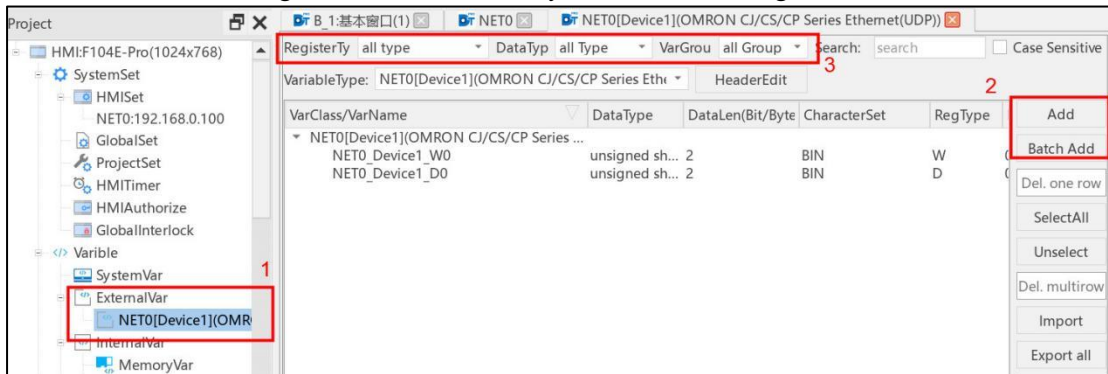 Project
B_1:基本窗口(1) NET0 NET0[Device1](OMRON CJ/CS/CP Series Ethernet(UDP))
HMI:F104E-Pro(1024x768)
SystemSet
HMISet
NET0:192.168.0.100
GlobalSet
ProjectSet
HMITimer
HMIAuthorize
GlobalInterlock
Varible
SystemVar
1
ExternalVar
NET0[Device1](OMR
InternalVar
MemoryVar
RegisterTy all type DataTyp all Type VarGrou all Group Search: search Case Sensitive
3
VariableType: NET0[Device1](OMRON CJ/CS/CP Series Eth HeaderEdit
2
VarClass/VarName DataType DataLen(Bit/Byte CharacterSet RegType
NET0[Device1](OMRON CJ/CS/CP Series ...
NET0_Device1_W0 unsigned sh... 2 BIN W
NET0_Device1_D0 unsigned sh... 2 BIN D
Add
Batch Add
Del. one row
SelectAll
Unselect
Del. multirow
Import
Export all